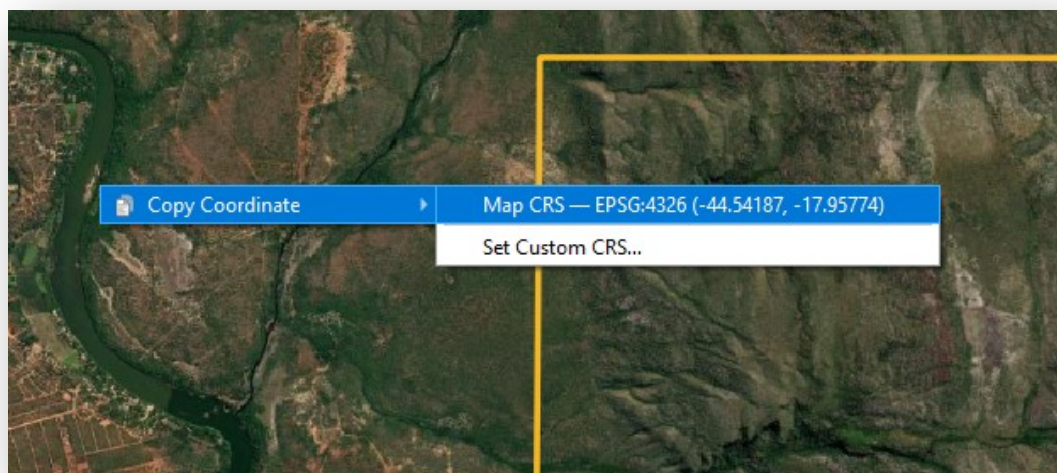 Copy Coordinate
Map CRS — EPSG:4326 (-44.54187, -17.95774)
Set Custom CRS...